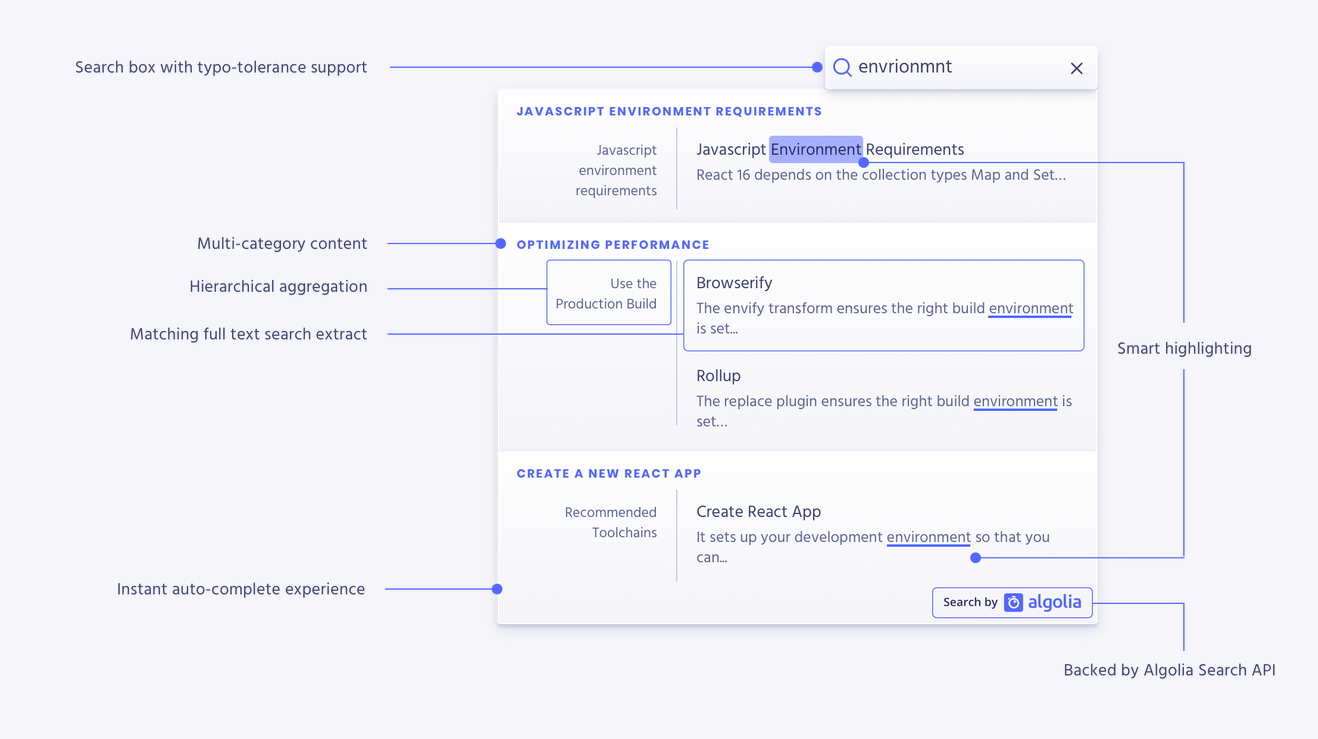 Search box with typo-tolerance support
envrionmnt
JAVASCRIPT ENVIRONMENT REQUIREMENTS
Javascript
environment
requirements
Javascript Environment Requirements
React 16 depends on the collection types Map and Set...
Multi-category content
OPTIMIZING PERFORMANCE
Hierarchical aggregation
Use the
Production Build
Browserify
The envify transform ensures the right build environment
is set...
Matching full text search extract
Rollup
The replace plugin ensures the right build environment is
set...
Smart highlighting
CREATE A NEW REACT APP
Recommended
Toolchains
Create React App
It sets up your development environment so that you
can...
Instant auto-complete experience
Search by algolia
Backed by Algolia Search API